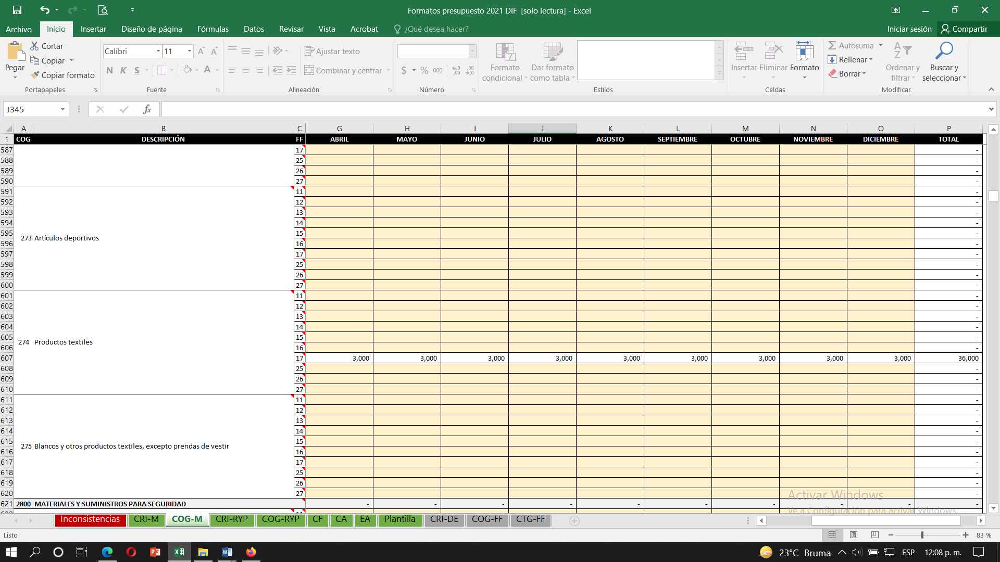 Formatos presupuesto 2021 DIF [solo lectura] - Excel
Archivo Inicio Insertar Diseño de página Fórmulas Datos Revisar Vista Acrobat ¿Qué desea hacer? Iniciar sesión Compartir
Pegar
Cortar
Copiar
Copiar formato
Portapapeles
Calibri 11
N K S
Fuente
Ajustar texto
Combinar y centrar
Alineación
$ % 000
Número
Formato condicional
Dar formato como tabla
Estilos
Insertar Eliminar Formato
Celdas
Autosuma
Rellenar
Borrar
Ordenar y filtrar
Buscar y seleccionar
Modificar
J345 fx
A B C G H I J K L M N O P
1 COG DESCRIPCIÓN FF ABRIL MAYO JUNIO JULIO AGOSTO SEPTIEMBRE OCTUBRE NOVIEMBRE DICIEMBRE TOTAL
587 17 -
588 25 -
589 26 -
590 27 -
591 11 -
592 12 -
593 13 -
594 14 -
595 15 -
273 Artículos deportivos
596 16 -
597 17 -
598 25 -
599 26 -
600 27 -
601 11 -
602 12 -
603 13 -
604 14 -
605 15 -
274 Productos textiles
606 16 -
607 17 3,000 3,000 3,000 3,000 3,000 3,000 3,000 3,000 3,000 36,000
608 25 -
609 26 -
610 27 -
611 11 -
612 12 -
613 13 -
614 14 -
615 15 -
275 Blancos y otros productos textiles, excepto prendas de vestir
616 16 -
617 17 -
618 25 -
619 26 -
620 27 -
621 2800 MATERIALES Y SUMINISTROS PARA SEGURIDAD - - - - - - - - - -
Activar Windows
Ve a Configuración para activar Windows.
Inconsistencias CRI-M COG-M CRI-RYP COG-RYP CF CA EA Plantilla CRI-DE COG-FF CTG-FF
Listo 83 %
23°C Bruma ESP 12:08 p. m.